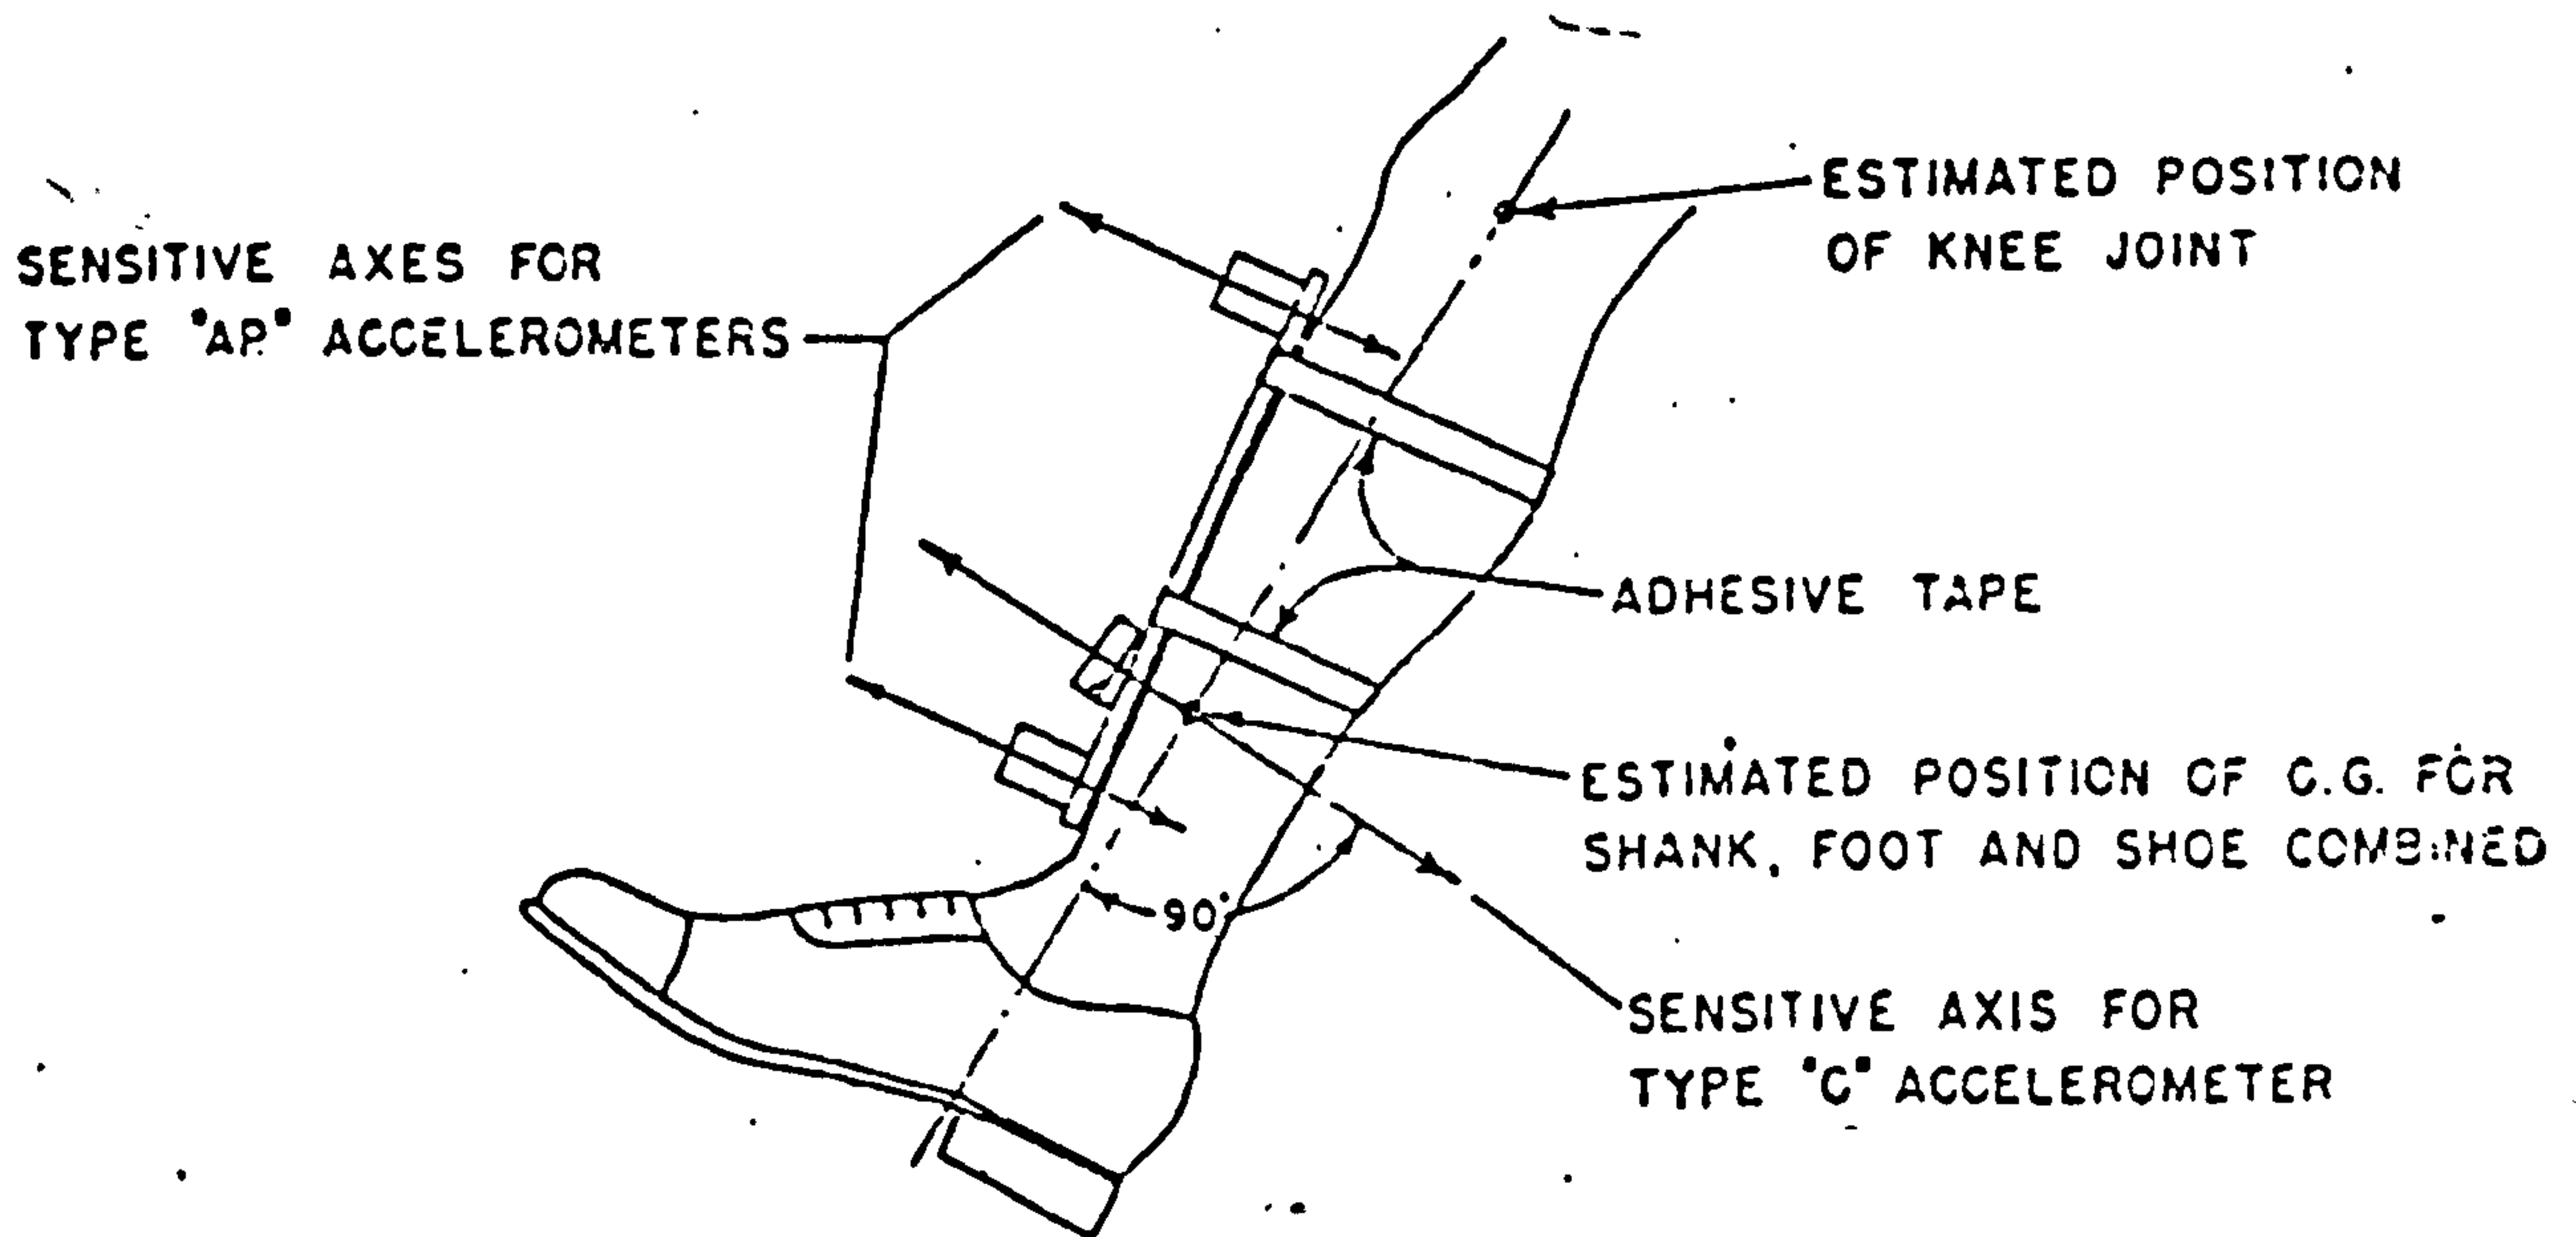 ESTIMATED POSITION
OF KNEE JOINT
SENSITIVE AXES FOR
TYPE "AP" ACCELEROMETERS
ADHESIVE TAPE
ESTIMATED POSITION OF C.G. FOR
SHANK, FOOT AND SHOE COMBINED
90°
SENSITIVE AXIS FOR
TYPE "C" ACCELEROMETER